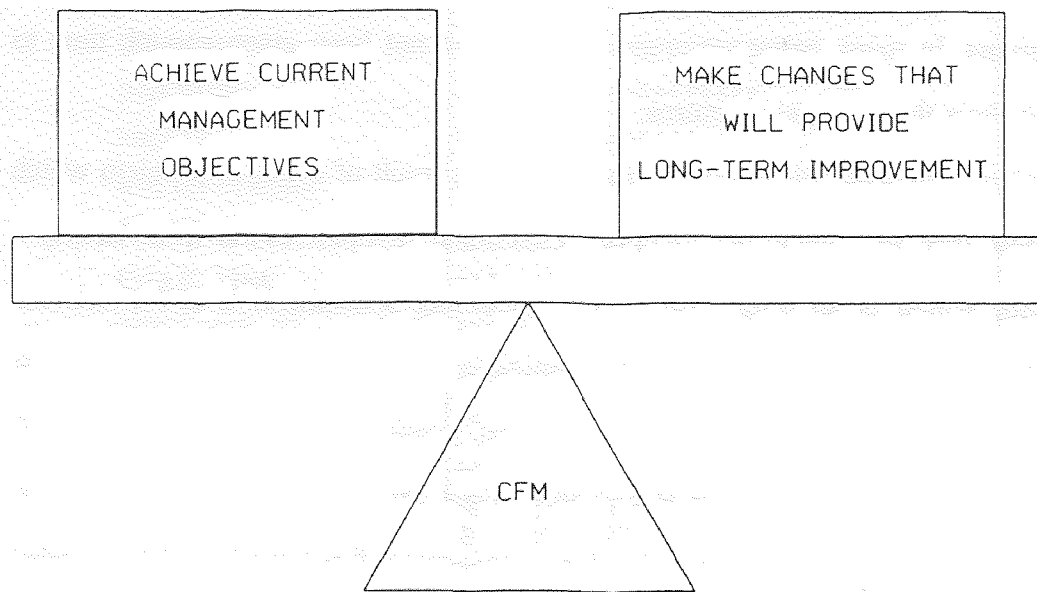 ACHIEVE CURRENT
MANAGEMENT
OBJECTIVES
MAKE CHANGES THAT
WILL PROVIDE
LONG-TERM IMPROVEMENT
CFM